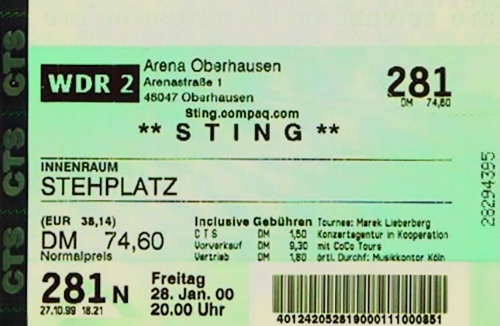 CTS
CTS
CTS
WDR 2
Arena Oberhausen
Arenastraße 1
46047 Oberhausen
281
DM 74,60
Sting.compaq.com
** STING **
INNENRAUM
STEHPLATZ
28294395
(EUR 38,14)
DM 74,60
Normalpreis
Inclusive Gebühren
CTS DM 1,50
Vorverkauf DM 9,30
Vertrieb DM 1,80
Tournee: Marek Lieberberg
Konzertagentur in Kooperation
mit CoCo Tours
örtl. Durchf: Musikkontor Köln
281 N
27.10.99 18.21
Freitag
28. Jan. 00
20.00 Uhr
401242052819000111000851